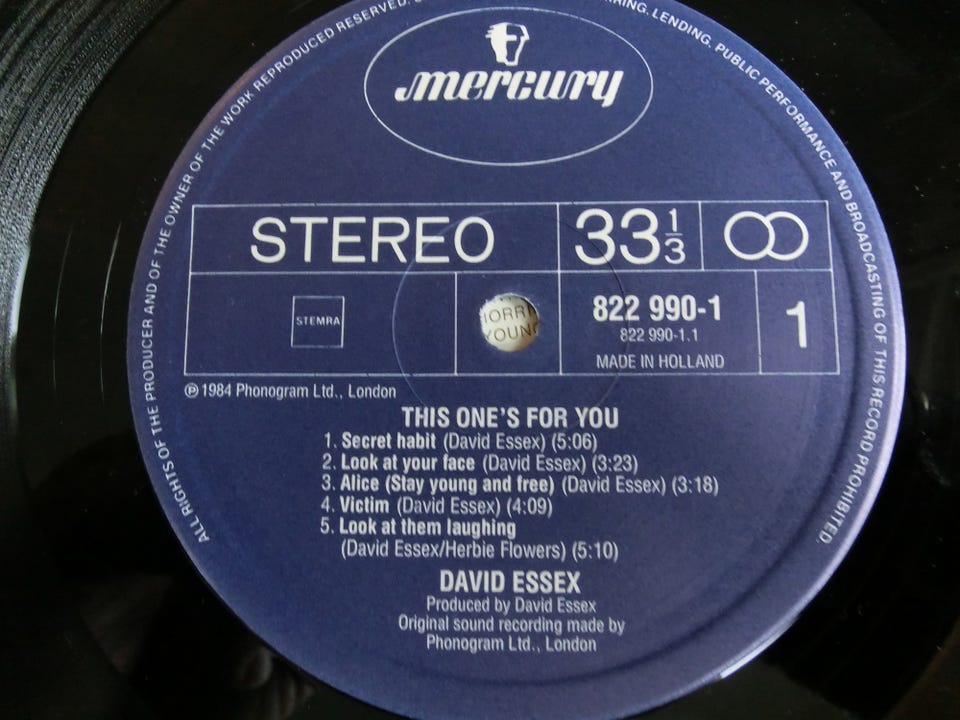 ALL RIGHTS OF THE PRODUCER AND OF THE OWNER OF THE WORK REPRODUCED RESERVED.
LENDING. PUBLIC PERFORMANCE AND BROADCASTING OF THIS RECORD PROHIBITED.
mercury
STEREO
33 1/3
STEMRA
822 990-1
822 990-1.1
MADE IN HOLLAND
1
℗ 1984 Phonogram Ltd., London
THIS ONE'S FOR YOU
1. Secret habit (David Essex) (5:06)
2. Look at your face (David Essex) (3:23)
3. Alice (Stay young and free) (David Essex) (3:18)
4. Victim (David Essex) (4:09)
5. Look at them laughing
(David Essex/Herbie Flowers) (5:10)
DAVID ESSEX
Produced by David Essex
Original sound recording made by
Phonogram Ltd., London